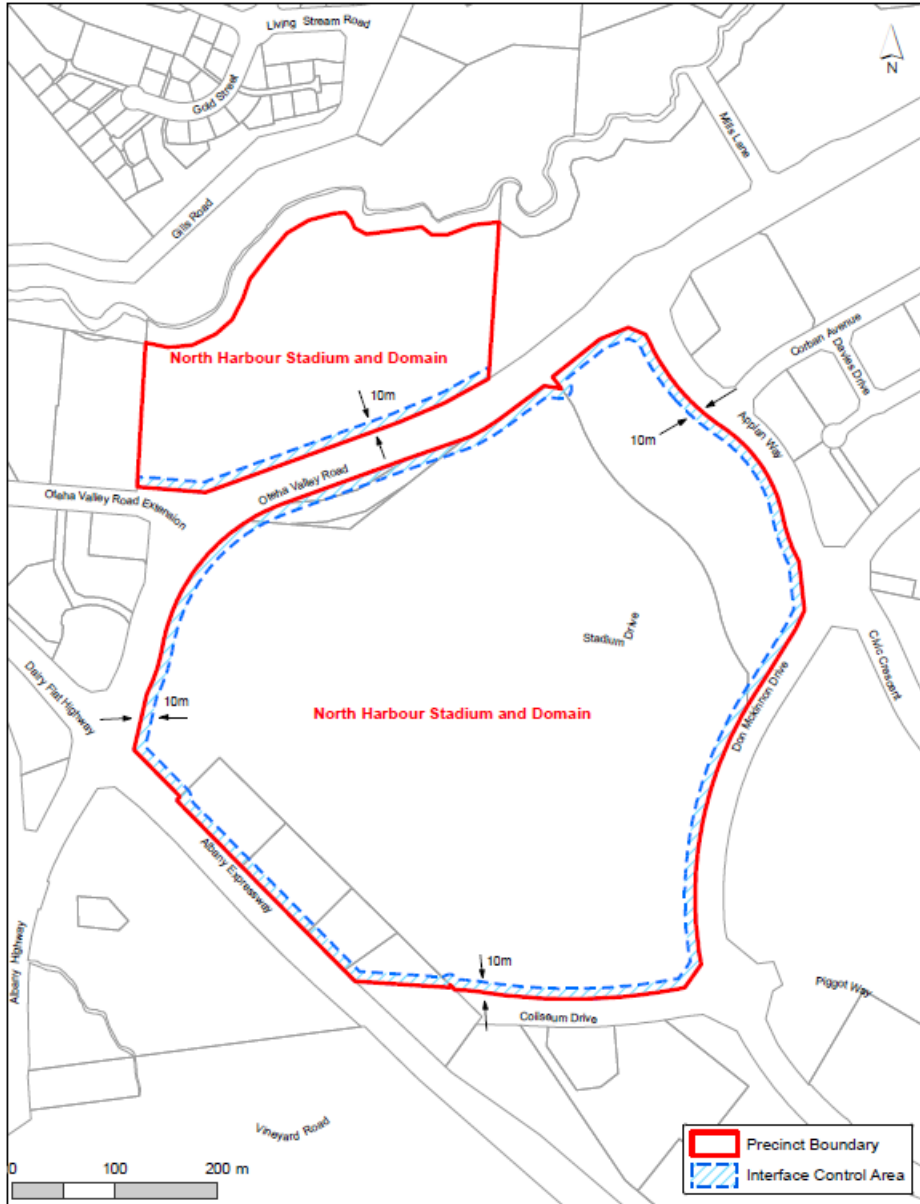 Living Stream Road
Gold Street
N
Mills Lane
Gills Road
Corban Avenue
Davies Drive
North Harbour Stadium and Domain
10m
10m
Appian Way
Oteha Valley Road
Oteha Valley Road Extension
Stadium Drive
Civic Crescent
Dairy Flat Highway
10m
North Harbour Stadium and Domain
Don Mckinnon Drive
Albany Expressway
Albany Highway
10m
Piggot Way
Coliseum Drive
Vineyard Road
Precinct Boundary
Interface Control Area
0 100 200 m